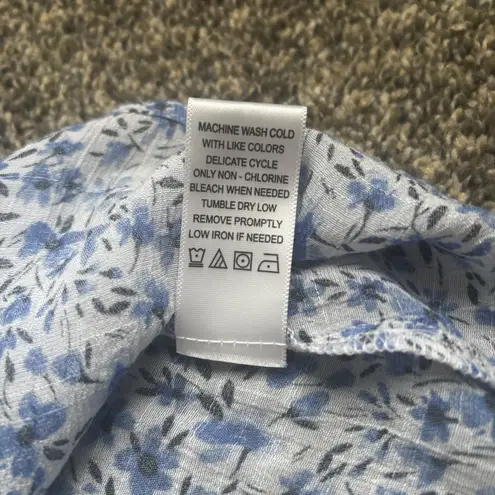 MACHINE WASH COLD
WITH LIKE COLORS
DELICATE CYCLE
ONLY NON - CHLORINE
BLEACH WHEN NEEDED
TUMBLE DRY LOW
REMOVE PROMPTLY
LOW IRON IF NEEDED